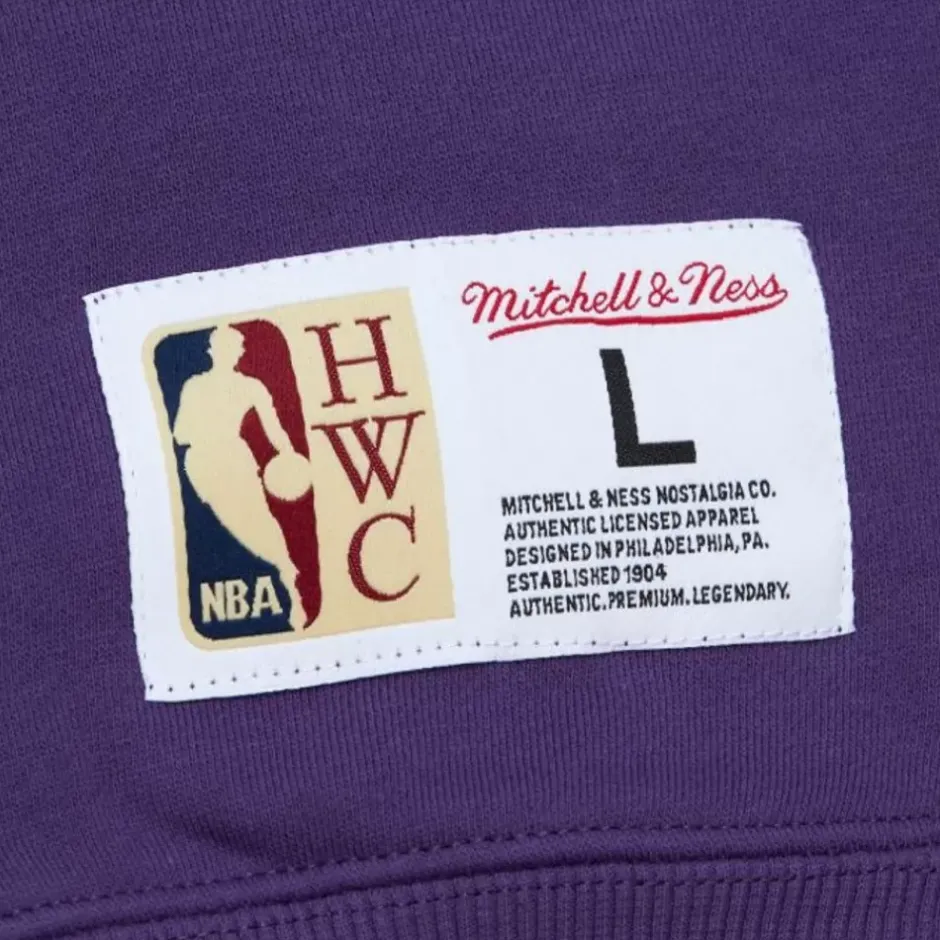 NBA
H
W
C
Mitchell & Ness
L
MITCHELL & NESS NOSTALGIA CO.
AUTHENTIC LICENSED APPAREL
DESIGNED IN PHILADELPHIA, PA.
ESTABLISHED 1904
AUTHENTIC. PREMIUM. LEGENDARY.